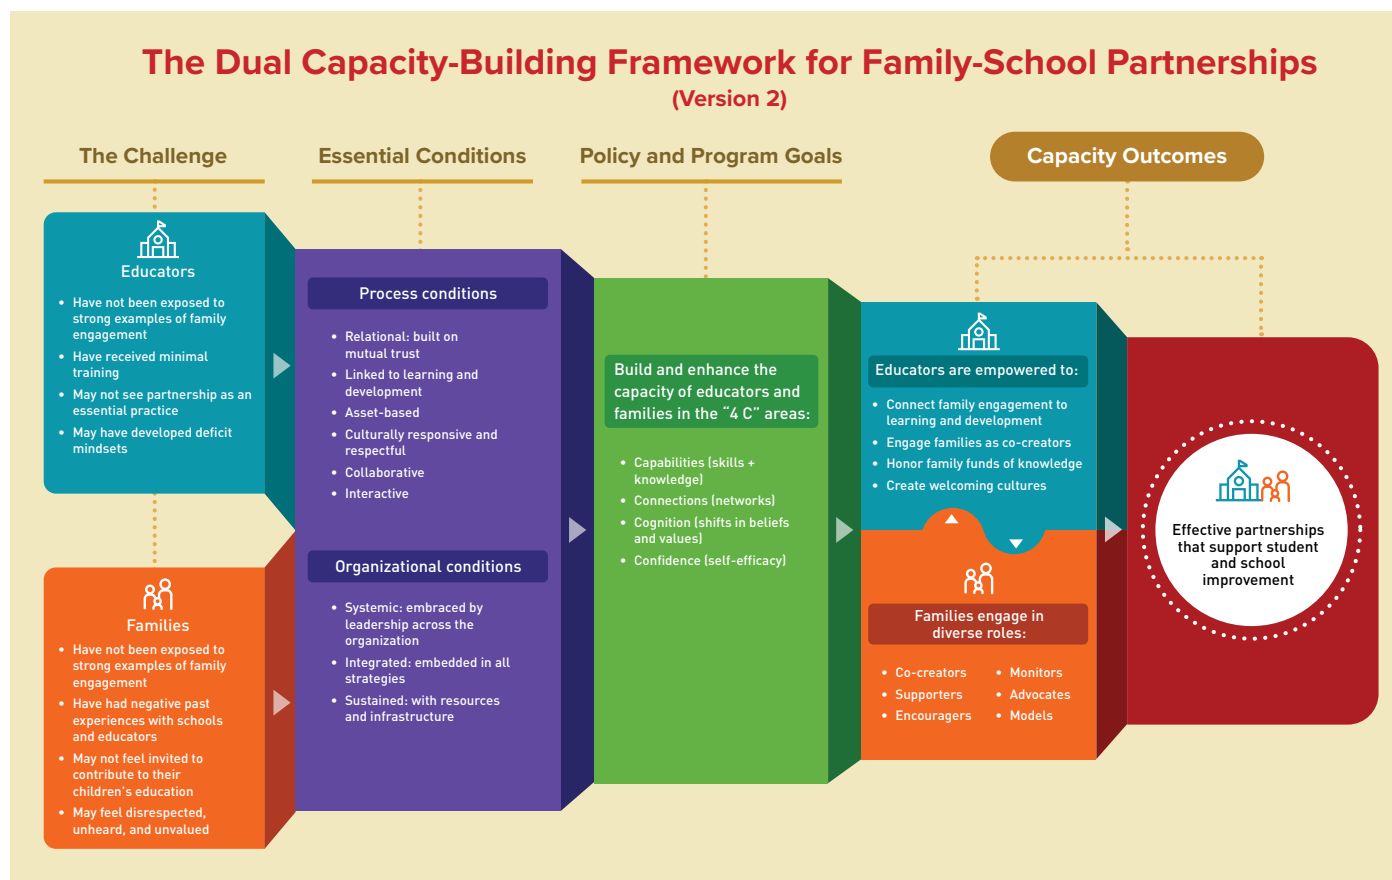 The Dual Capacity-Building Framework for Family-School Partnerships
(Version 2)
The Challenge
Essential Conditions
Policy and Program Goals
Capacity Outcomes
Educators
• Have not been exposed to
strong examples of family
engagement
• Have received minimal
training
• May not see partnership as an
essential practice
• May have developed deficit
mindsets
Families
• Have not been exposed to
strong examples of family
engagement
• Have had negative past
experiences with schools
and educators
• May not feel invited to
contribute to their
children's education
• May feel disrespected,
unheard, and unvalued
Process conditions
• Relational: built on
mutual trust
• Linked to learning and
development
• Asset-based
• Culturally responsive and
respectful
• Collaborative
• Interactive
Organizational conditions
• Systemic: embraced by
leadership across the
organization
• Integrated: embedded in all
strategies
• Sustained: with resources
and infrastructure
Build and enhance the
capacity of educators and
families in the “4 C” areas:
• Capabilities (skills +
knowledge)
• Connections (networks)
• Cognition (shifts in beliefs
and values)
• Confidence (self-efficacy)
Educators are empowered to:
• Connect family engagement to
learning and development
• Engage families as co-creators
• Honor family funds of knowledge
• Create welcoming cultures
Families engage in
diverse roles:
• Co-creators
• Supporters
• Encouragers
• Monitors
• Advocates
• Models
Effective partnerships
that support student
and school
improvement